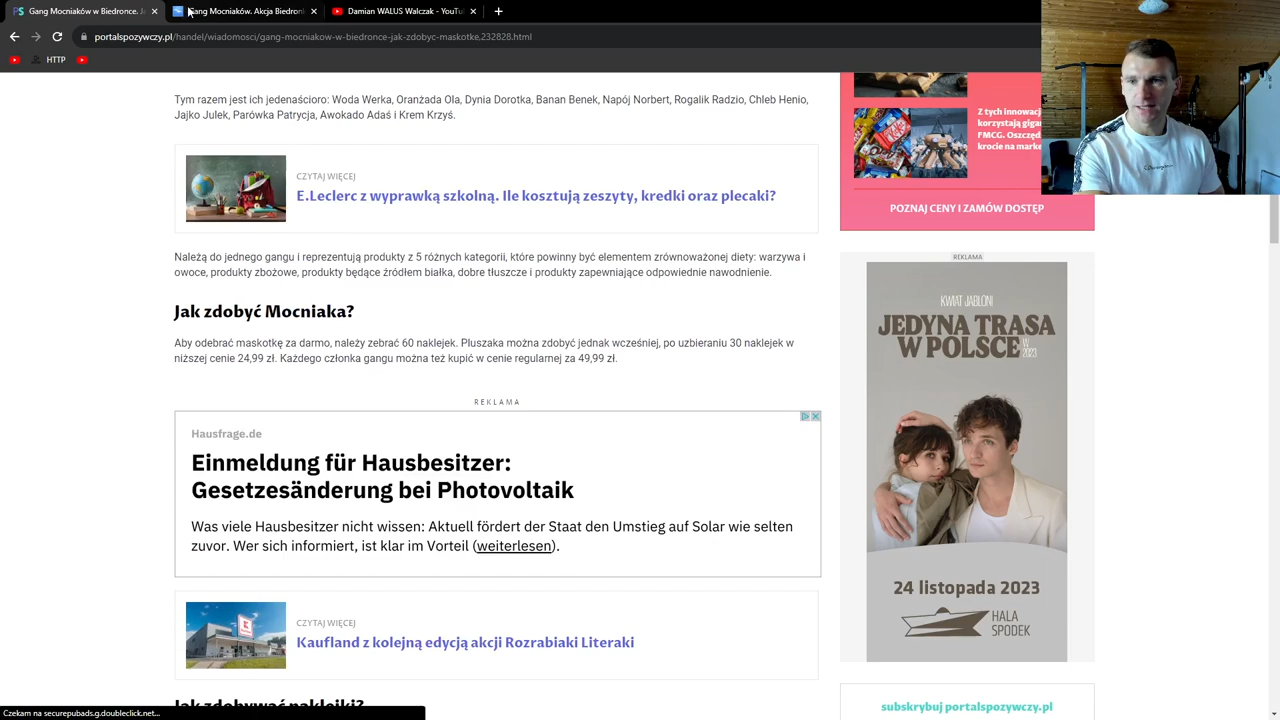 Gang Mocniaków w Biedronce. J
Gang Mocniaków. Akcja Biedronk
Damian WALUS Walczak - YouTu
portalspozywczy.pl/handel/wiadomosci/gang-mocniakow-w-biedronce-jak-zdobyc-maskotke,232828.html
HTTP
Tym razem jest ich jedenaścioro: Woda Werka, Oranżada Ola, Dynia Dorotka, Banan Benek, Napój Norbert, Rogalik Radzio, Chleb Henio,
Jajko Julek, Parówka Patrycja, Awokado Adaś i Krem Krzyś.
CZYTAJ WIĘCEJ
E.Leclerc z wyprawką szkolną. Ile kosztują zeszyty, kredki oraz plecaki?
Należą do jednego gangu i reprezentują produkty z 5 różnych kategorii, które powinny być elementem zrównoważonej diety: warzywa i
owoce, produkty zbożowe, produkty będące źródłem białka, dobre tłuszcze i produkty zapewniające odpowiednie nawodnienie.
Jak zdobyć Mocniaka?
Aby odebrać maskotkę za darmo, należy zebrać 60 naklejek. Pluszaka można zdobyć jednak wcześniej, po uzbieraniu 30 naklejek w
niższej cenie 24,99 zł. Każdego członka gangu można też kupić w cenie regularnej za 49,99 zł.
REKLAMA
Hausfrage.de
Einmeldung für Hausbesitzer:
Gesetzesänderung bei Photovoltaik
Was viele Hausbesitzer nicht wissen: Aktuell fördert der Staat den Umstieg auf Solar wie selten
zuvor. Wer sich informiert, ist klar im Vorteil (weiterlesen).
CZYTAJ WIĘCEJ
Kaufland z kolejną edycją akcji Rozrabiaki Literaki
Jak zdobywać naklejki?
Czekam na securepubads.g.doubleclick.net...
Z tych innowac
korzystają giga
FMCG. Oszczęd
krocie na marke
POZNAJ CENY I ZAMÓW DOSTĘP
REKLAMA
KWIAT JABŁONI
JEDYNA TRASA
W POLSCE W 2023
24 listopada 2023
HALA
SPODEK
subskrybuj portalspozywczy.pl